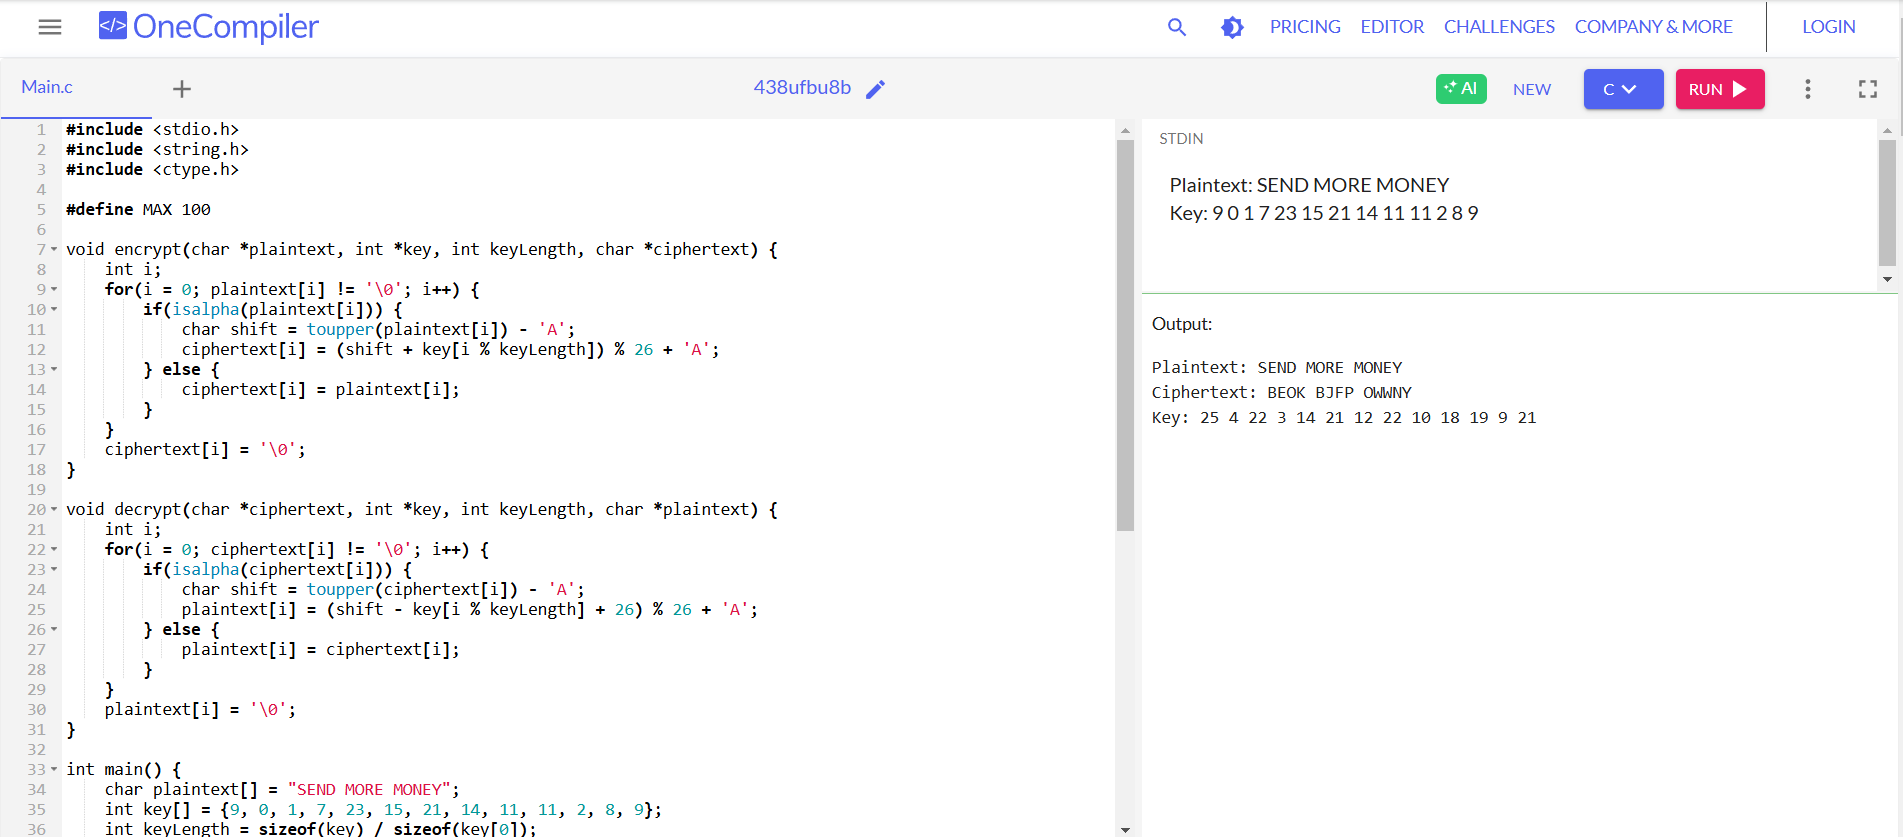 </> OneCompiler
PRICING EDITOR CHALLENGES COMPANY & MORE LOGIN
Main.c + 438ufbu8b AI NEW C RUN
1 #include <stdio.h>
2 #include <string.h>
3 #include <ctype.h>
4
5 #define MAX 100
6
7 void encrypt(char *plaintext, int *key, int keyLength, char *ciphertext) {
8     int i;
9     for(i = 0; plaintext[i] != '\0'; i++) {
10         if(isalpha(plaintext[i])) {
11             char shift = toupper(plaintext[i]) - 'A';
12             ciphertext[i] = (shift + key[i % keyLength]) % 26 + 'A';
13         } else {
14             ciphertext[i] = plaintext[i];
15         }
16     }
17     ciphertext[i] = '\0';
18 }
19
20 void decrypt(char *ciphertext, int *key, int keyLength, char *plaintext) {
21     int i;
22     for(i = 0; ciphertext[i] != '\0'; i++) {
23         if(isalpha(ciphertext[i])) {
24             char shift = toupper(ciphertext[i]) - 'A';
25             plaintext[i] = (shift - key[i % keyLength] + 26) % 26 + 'A';
26         } else {
27             plaintext[i] = ciphertext[i];
28         }
29     }
30     plaintext[i] = '\0';
31 }
32
33 int main() {
34     char plaintext[] = "SEND MORE MONEY";
35     int key[] = {9, 0, 1, 7, 23, 15, 21, 14, 11, 11, 2, 8, 9};
36     int keyLength = sizeof(key) / sizeof(key[0]);
STDIN
Plaintext: SEND MORE MONEY
Key: 9 0 1 7 23 15 21 14 11 11 2 8 9
Output:
Plaintext: SEND MORE MONEY
Ciphertext: BEOK BJFP OWWNY
Key: 25 4 22 3 14 21 12 22 10 18 19 9 21